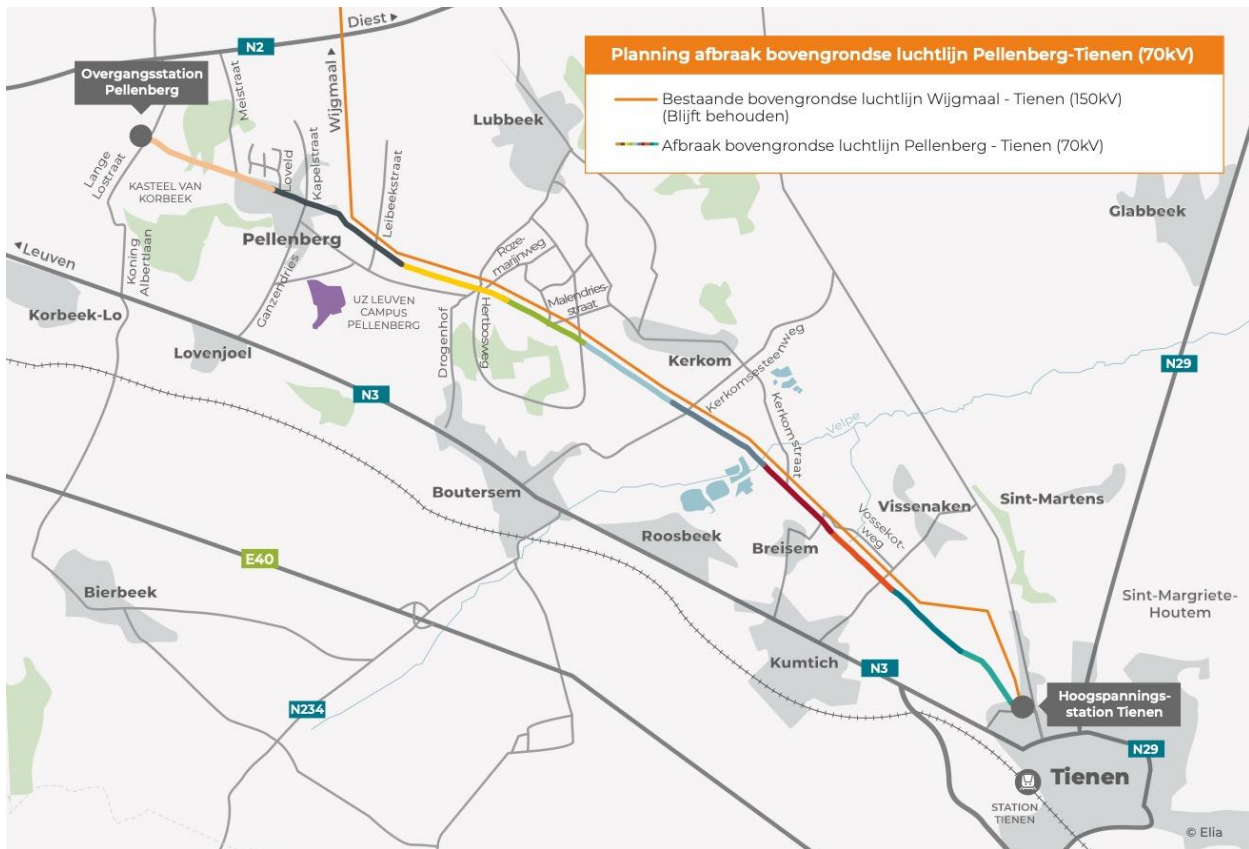 Planning afbraak bovengrondse luchtlijn Pellenberg-Tienen (70kV)
Bestaande bovengrondse luchtlijn Wijgmaal - Tienen (150kV)
(Blijft behouden)
Afbraak bovengrondse luchtlijn Pellenberg - Tienen (70kV)
Diest
N2
Overgangsstation
Pellenberg
Meistraat
Wijgmaal
Lubbeek
Lange
Lostraat
KASTEEL VAN
KORBEEK
Loveld
Kapelstraat
Leibeekstraat
Glabbeek
Leuven
Koning
Albertlaan
Pellenberg
Roze-
marijnweg
Ganzendries
UZ LEUVEN
CAMPUS
PELLENBERG
Malendries-
straat
Korbeek-Lo
Lovenjoel
Drogenhof
Hertbosweg
Kerkom
Kerkomsesteenweg
N29
N3
Kerkomstraat
Velpe
Boutersem
Roosbeek
Breisem
Vossekot-
weg
Vissenaken
Sint-Martens
E40
Bierbeek
Sint-Margriete-
Houtem
Kumtich
N3
N234
Hoogspannings-
station Tienen
N29
Tienen
STATION
TIENEN
© Elia